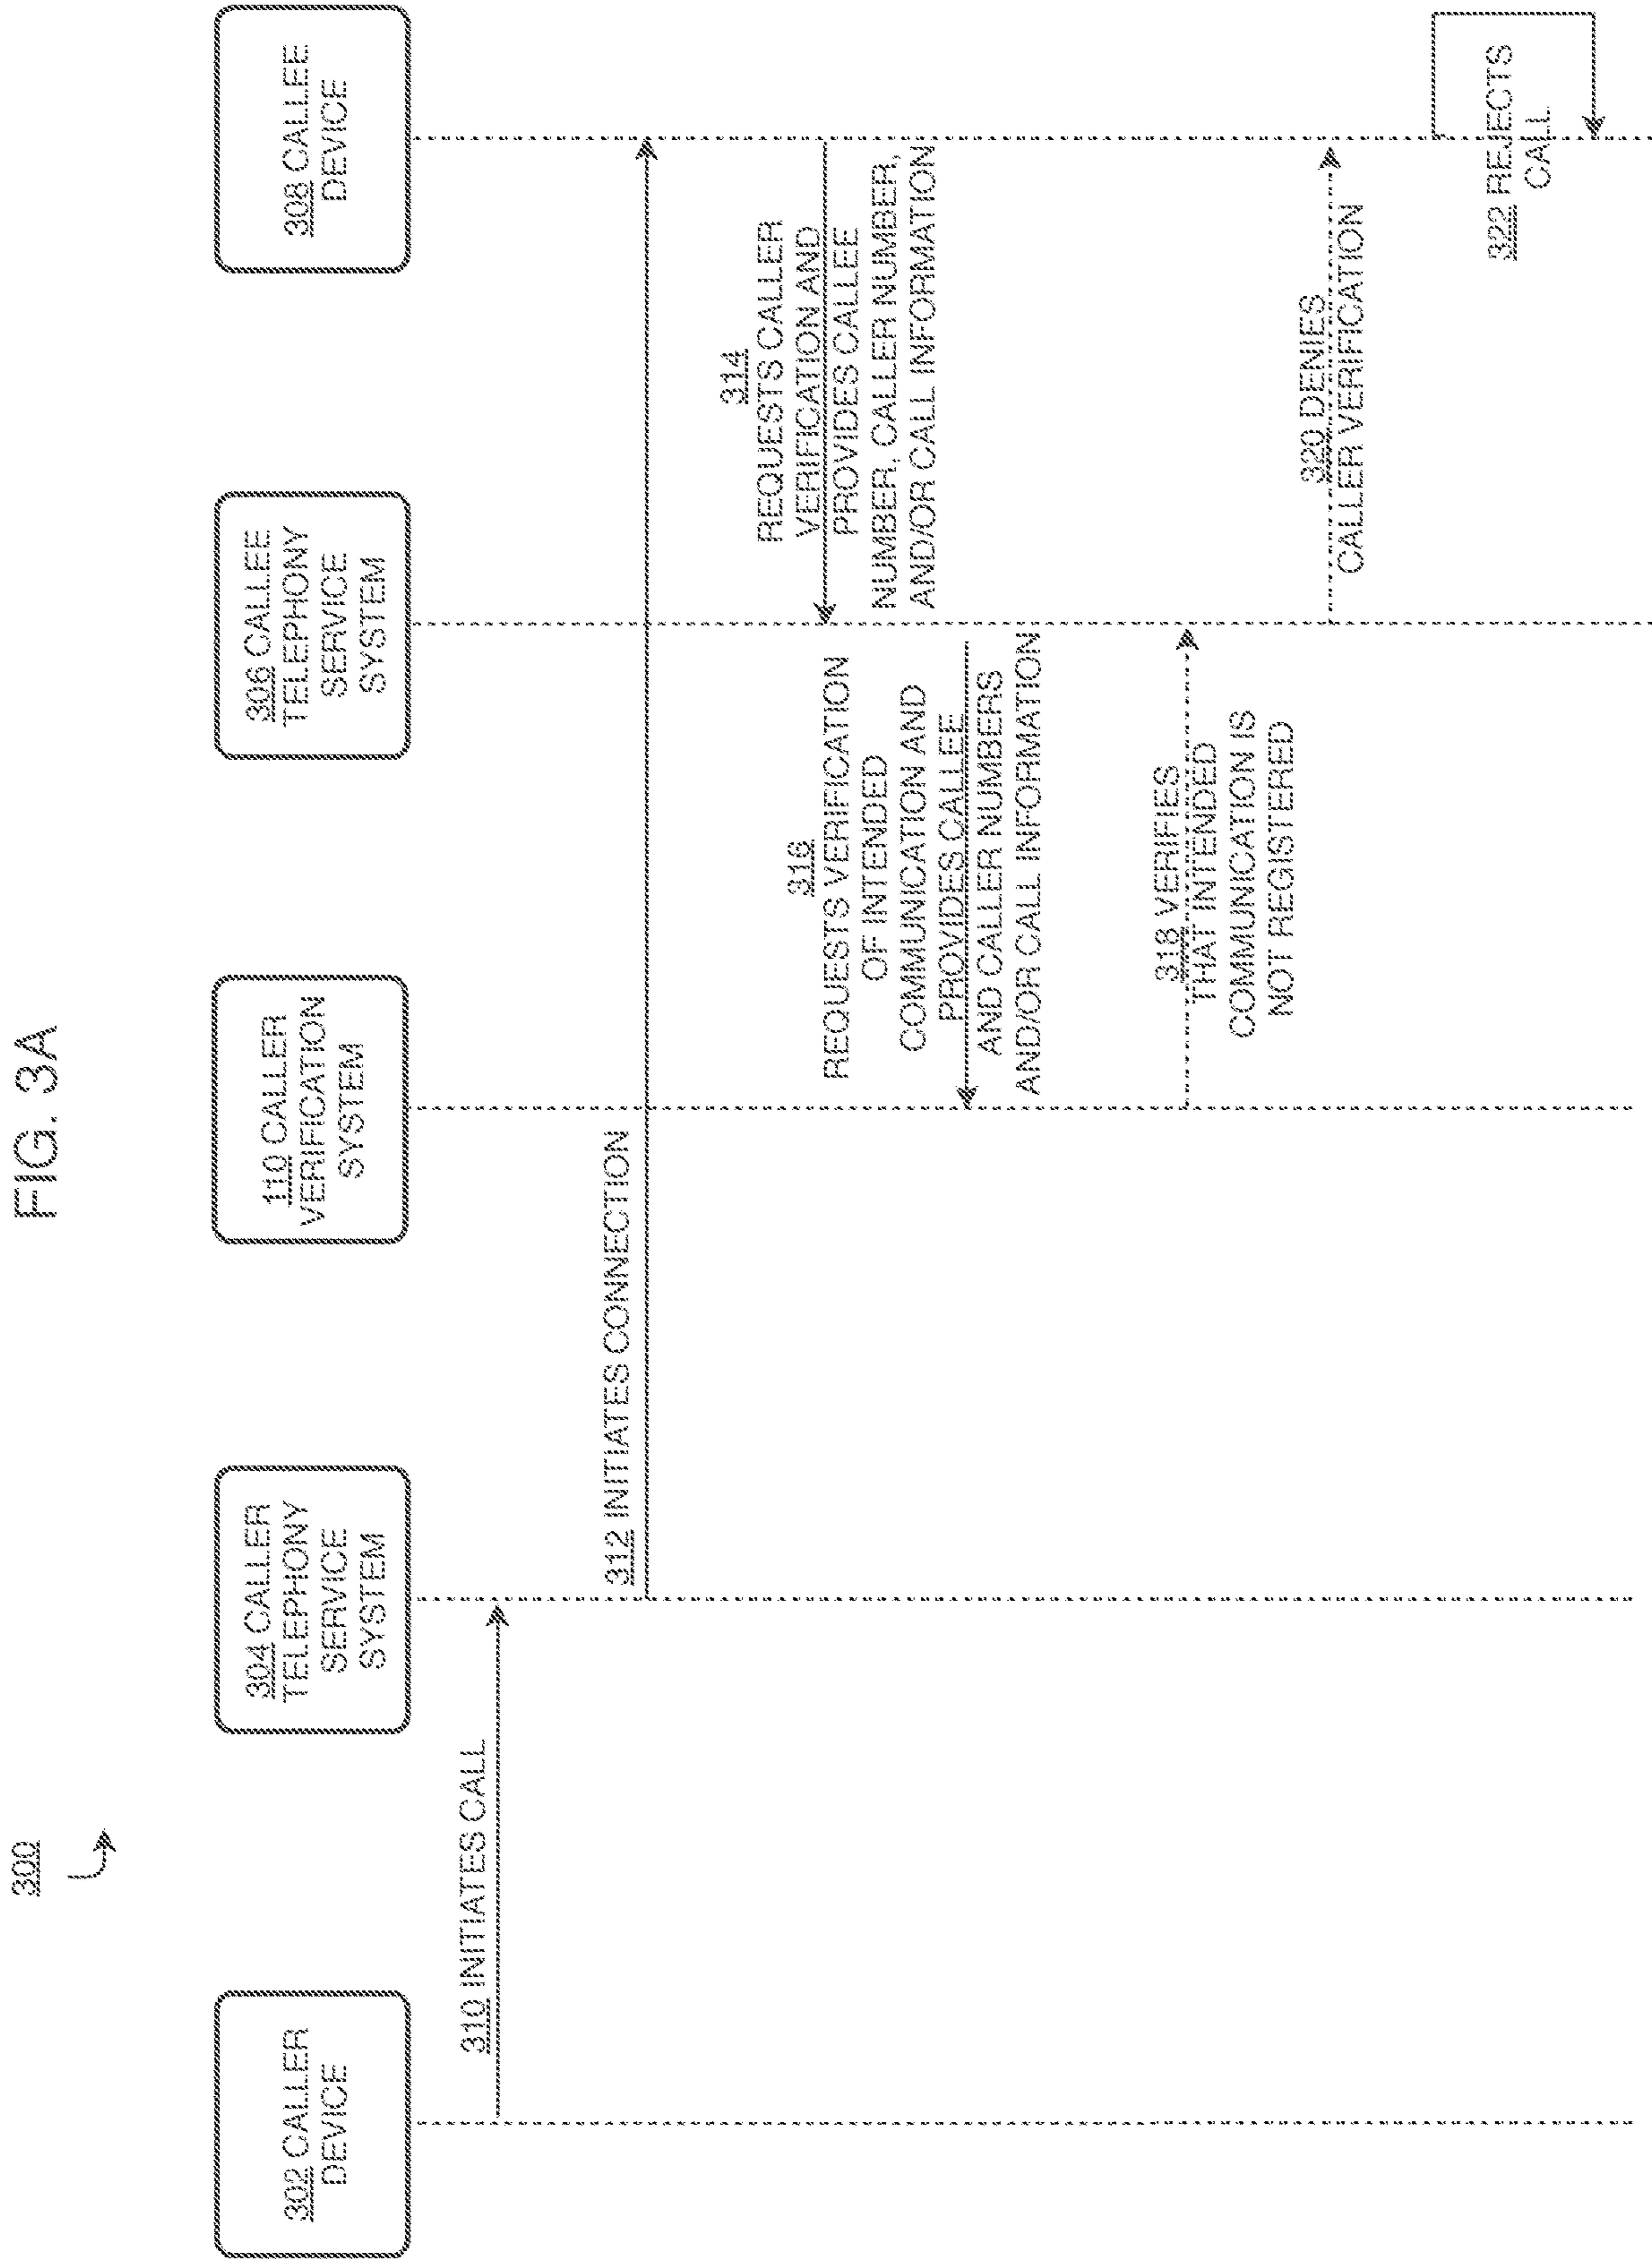 FIG. 3A
300
302 CALLER
DEVICE
304 CALLER
TELEPHONY
SERVICE
SYSTEM
110 CALLER
VERIFICATION
SYSTEM
306 CALLEE
TELEPHONY
SERVICE
SYSTEM
308 CALLEE
DEVICE
310 INITIATES CALL
312 INITIATES CONNECTION
314
REQUESTS CALLER
VERIFICATION AND
PROVIDES CALLEE
NUMBER, CALLER NUMBER,
AND/OR CALL INFORMATION
316
REQUESTS VERIFICATION
OF INTENDED
COMMUNICATION AND
PROVIDES CALLEE
AND CALLER NUMBERS
AND/OR CALL INFORMATION
318 VERIFIES
THAT INTENDED
COMMUNICATION IS
NOT REGISTERED
320 DENIES
CALLER VERIFICATION
322 REJECTS
CALL